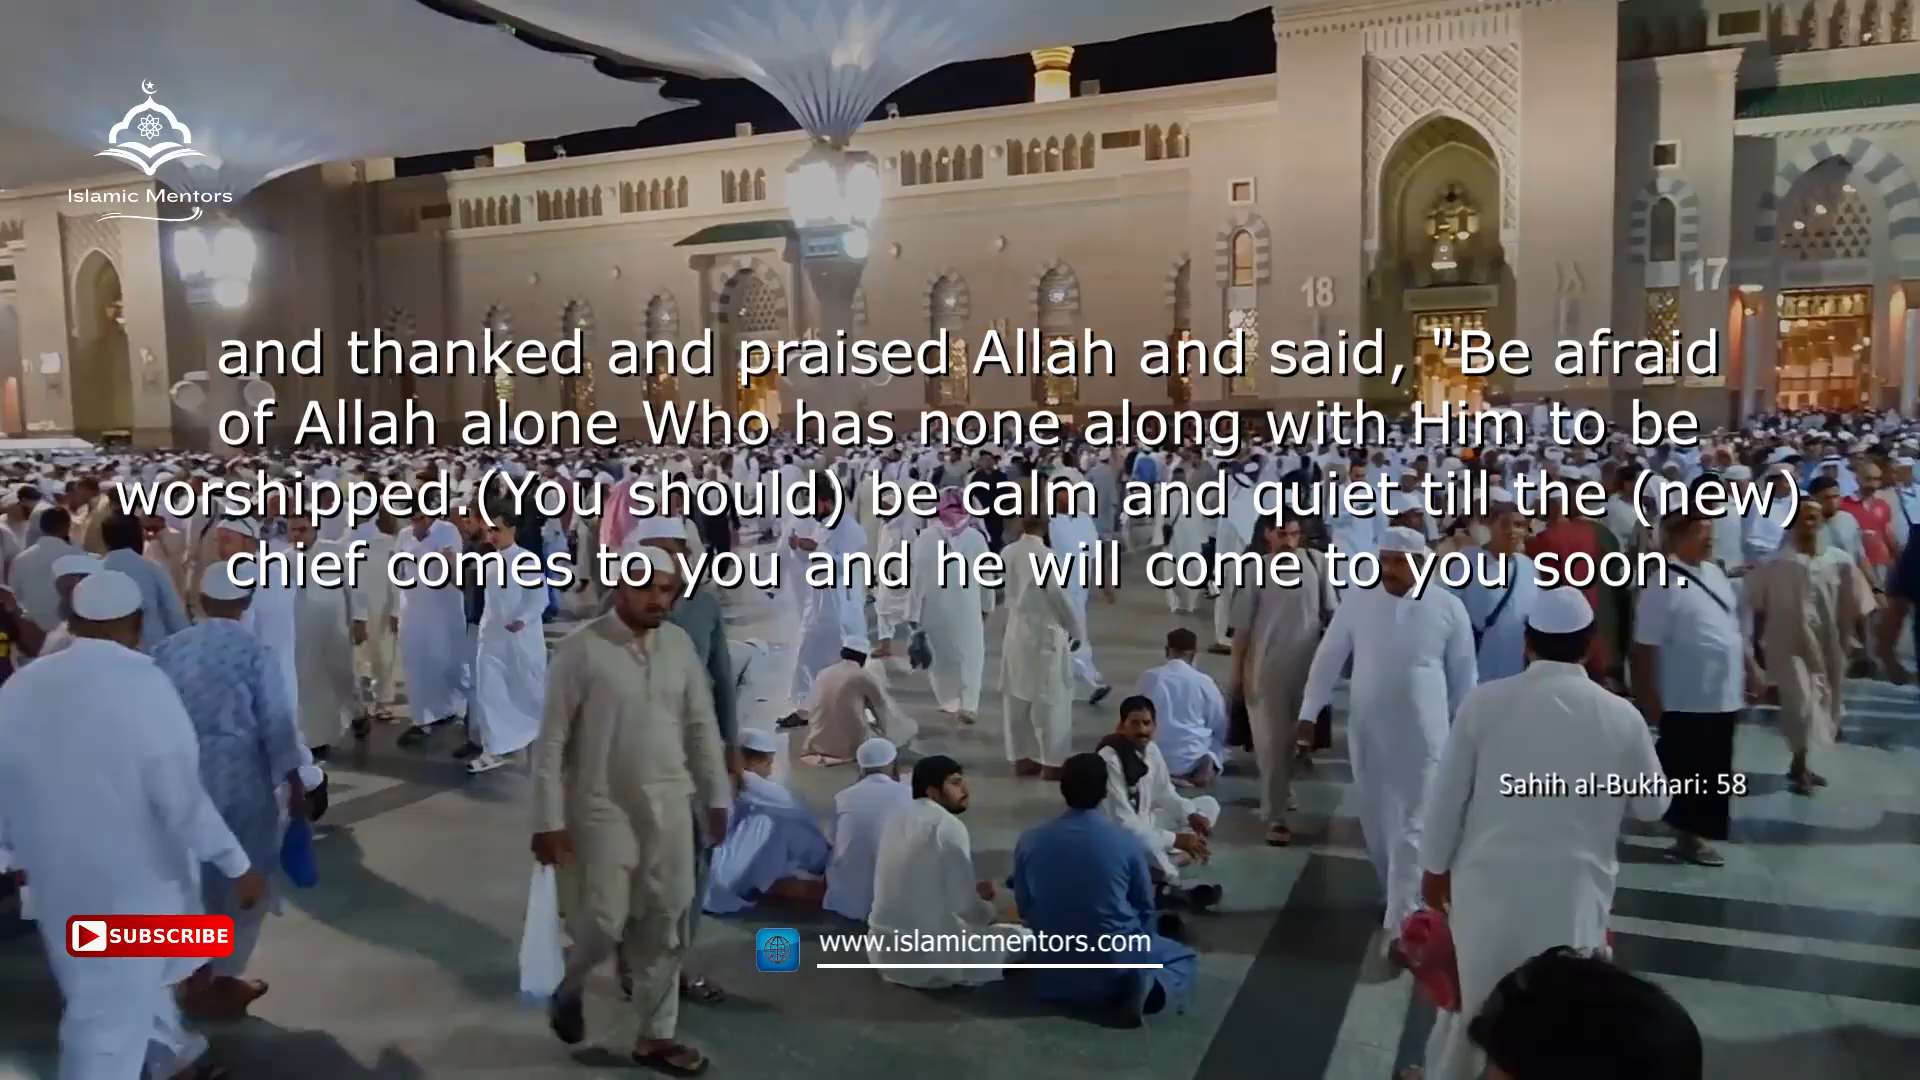 Islamic Mentors
18
17
and thanked and praised Allah and said, "Be afraid
of Allah alone Who has none along with Him to be
worshipped.(You should) be calm and quiet till the (new)
chief comes to you and he will come to you soon.
Sahih al-Bukhari: 58
SUBSCRIBE
www.islamicmentors.com